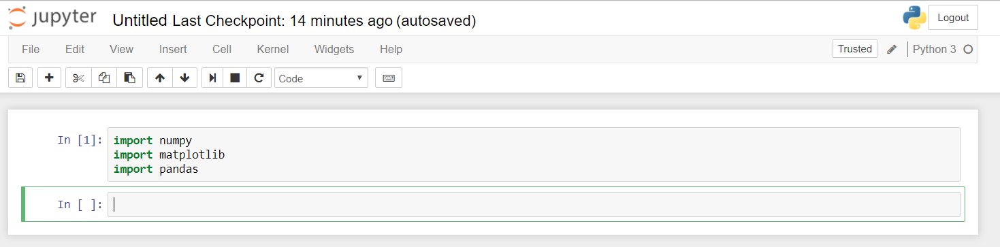 jupyter Untitled Last Checkpoint: 14 minutes ago (autosaved) Logout
File Edit View Insert Cell Kernel Widgets Help Trusted Python 3
Code
In [1]: import numpy
import matplotlib
import pandas
In [ ]: